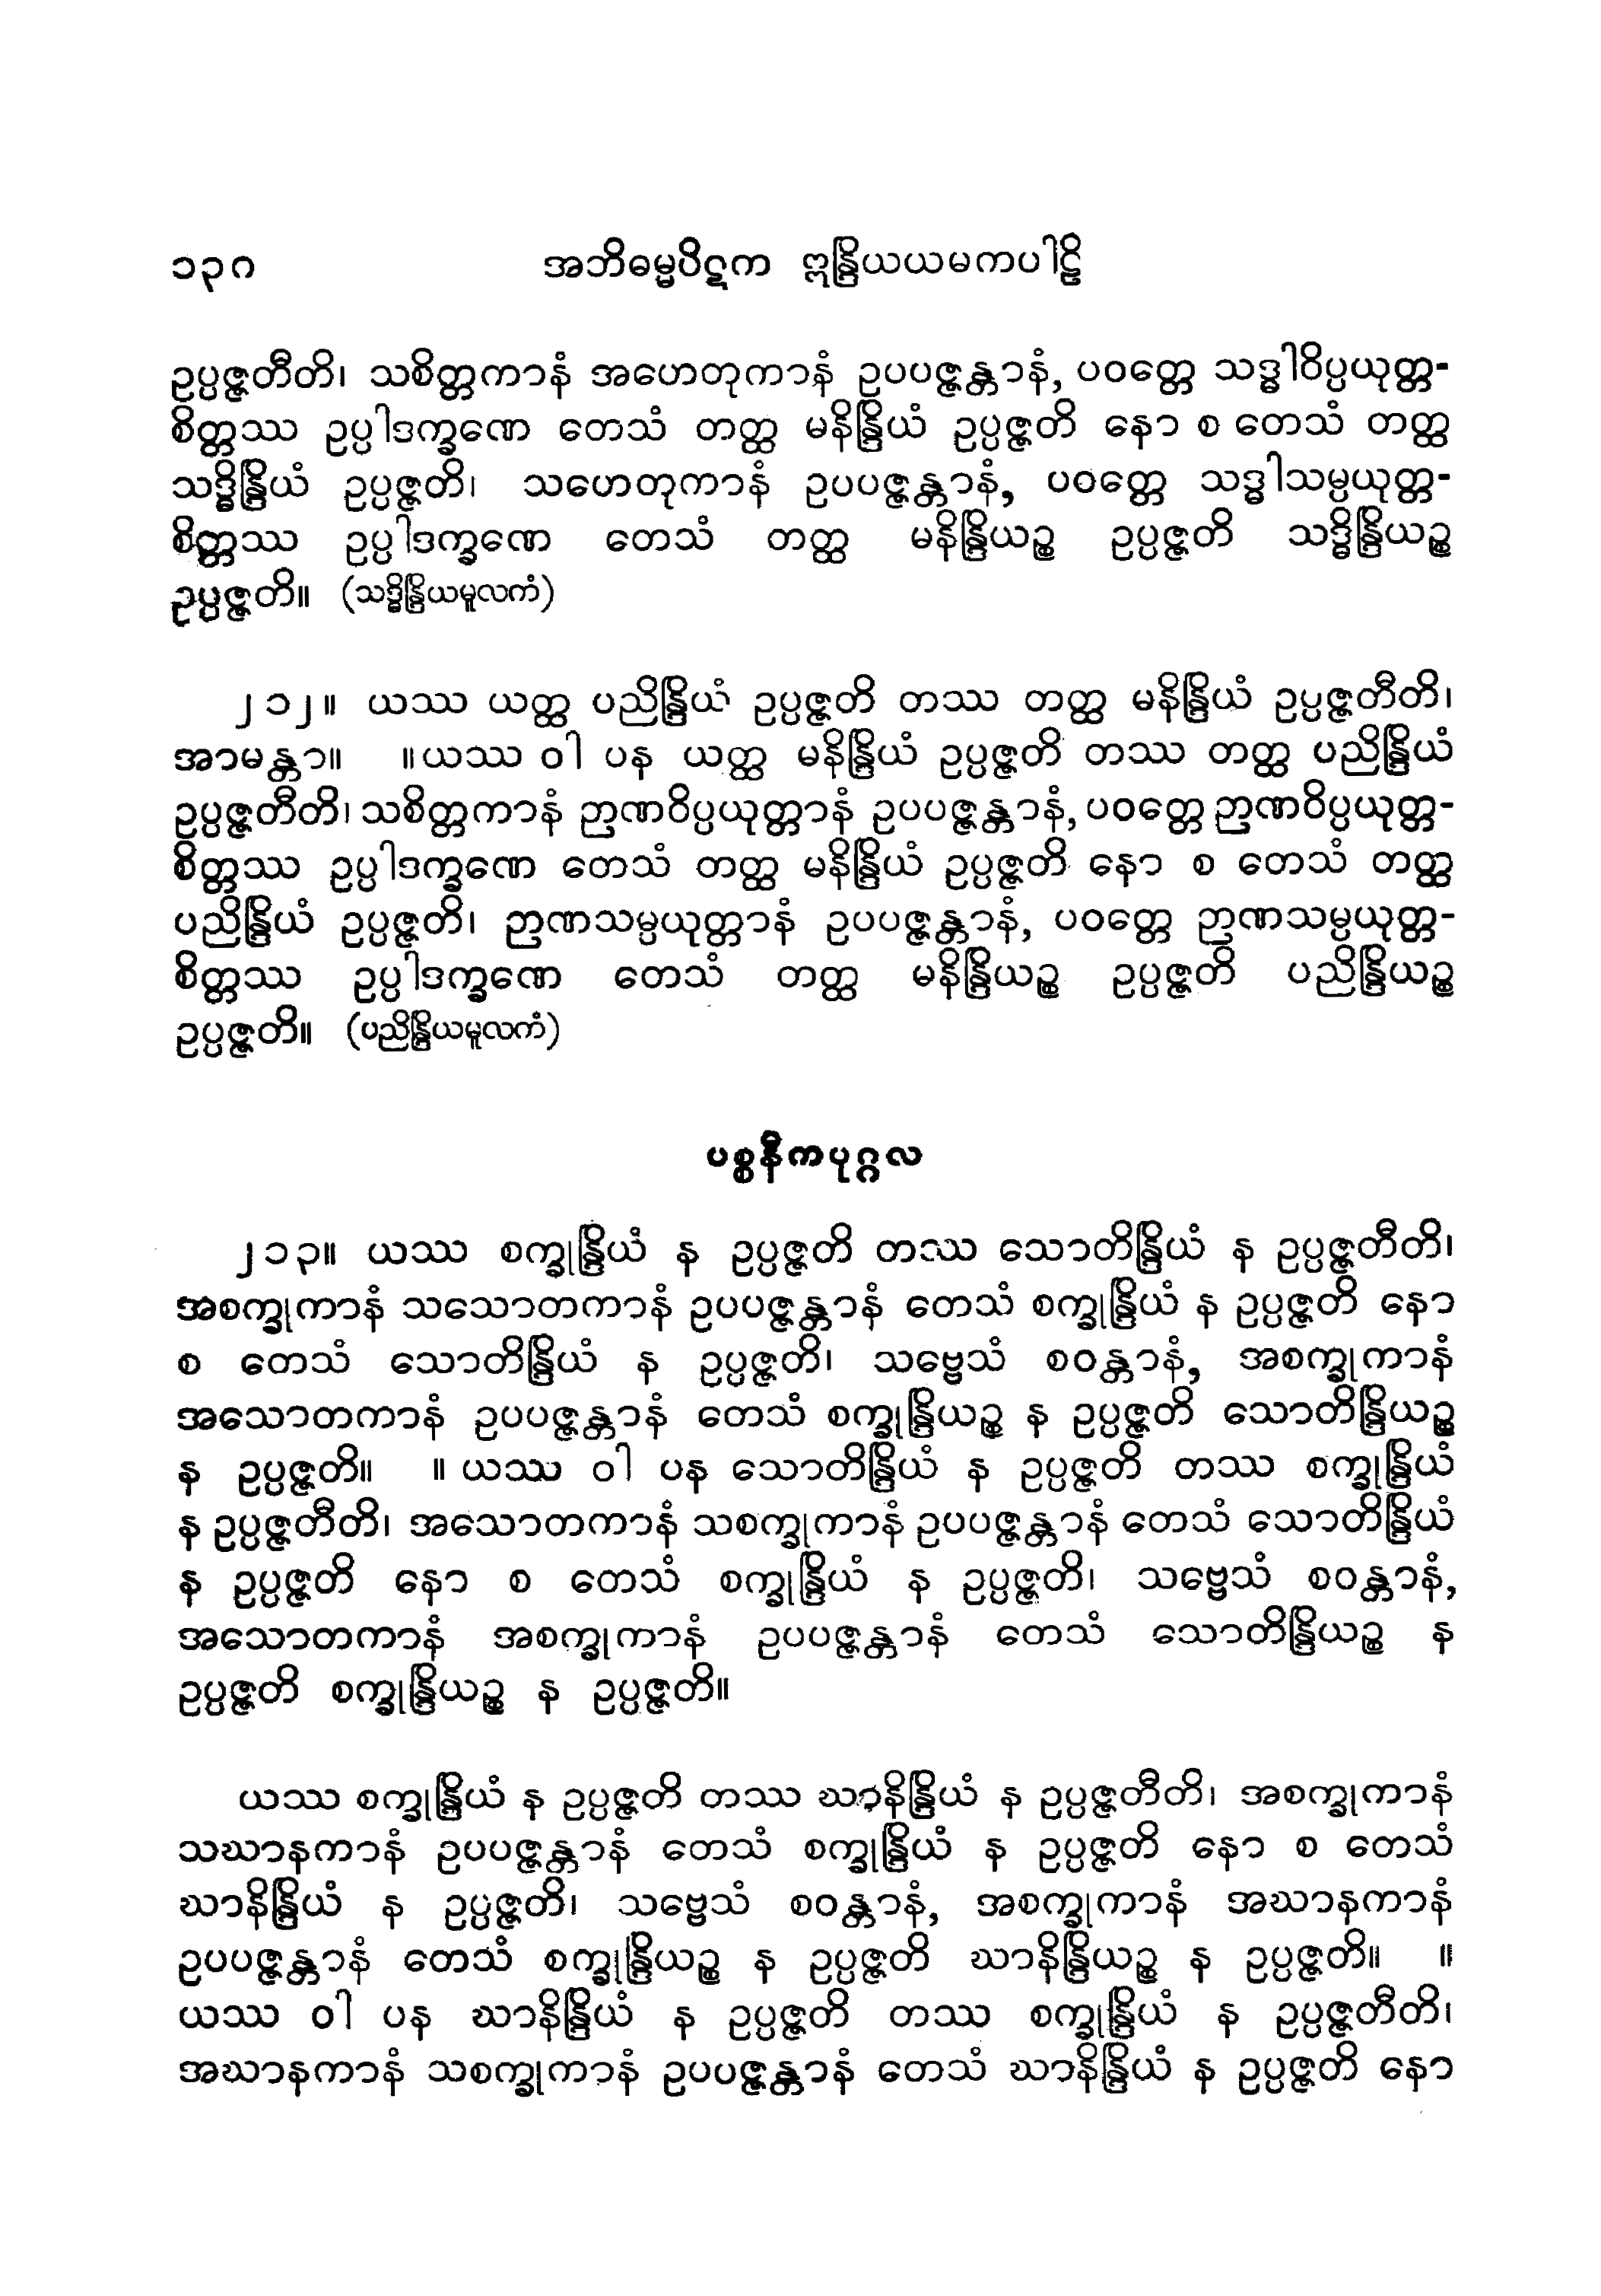 ၁၃၈ အဘိဓမ္မပိဋက ဣန္ဒြိယယမကပါဠိ
ဥပ္ပဇ္ဇတီတိ၊ သစိတ္တကာနံ အဟေတုကာနံ ဥပပဇ္ဇန္တာနံ, ပဝတ္တေ သဒ္ဓါဝိပ္ပယုတ္တ-
စိတ္တဿ ဥပ္ပါဒက္ခဏေ တေသံ တတ္ထ မနိန္ဒြိယံ ဥပ္ပဇ္ဇတိ နော စ တေသံ တတ္ထ
သဒ္ဓိန္ဒြိယံ ဥပ္ပဇ္ဇတိ၊ သဟေတုကာနံ ဥပပဇ္ဇန္တာနံ, ပဝတ္တေ သဒ္ဓါသမ္ပယုတ္တ-
စိတ္တဿ ဥပ္ပါဒက္ခဏေ တေသံ တတ္ထ မနိန္ဒြိယဉ္စ ဥပ္ပဇ္ဇတိ သဒ္ဓိန္ဒြိယဉ္စ
ဥပ္ပဇ္ဇတိ။ (သဒ္ဓိန္ဒြိယမူလကံ)
၂၁၂။ ယဿ ယတ္ထ ပညိန္ဒြိယံ ဥပ္ပဇ္ဇတိ တဿ တတ္ထ မနိန္ဒြိယံ ဥပ္ပဇ္ဇတီတိ၊
အာမန္တာ။ ။ယဿ ဝါ ပန ယတ္ထ မနိန္ဒြိယံ ဥပ္ပဇ္ဇတိ တဿ တတ္ထ ပညိန္ဒြိယံ
ဥပ္ပဇ္ဇတီတိ၊ သစိတ္တကာနံ ဉာဏဝိပ္ပယုတ္တာနံ ဥပပဇ္ဇန္တာနံ, ပဝတ္တေ ဉာဏဝိပ္ပယုတ္တ-
စိတ္တဿ ဥပ္ပါဒက္ခဏေ တေသံ တတ္ထ မနိန္ဒြိယံ ဥပ္ပဇ္ဇတိ နော စ တေသံ တတ္ထ
ပညိန္ဒြိယံ ဥပ္ပဇ္ဇတိ၊ ဉာဏသမ္ပယုတ္တာနံ ဥပပဇ္ဇန္တာနံ, ပဝတ္တေ ဉာဏသမ္ပယုတ္တ-
စိတ္တဿ ဥပ္ပါဒက္ခဏေ တေသံ တတ္ထ မနိန္ဒြိယဉ္စ ဥပ္ပဇ္ဇတိ ပညိန္ဒြိယဉ္စ
ဥပ္ပဇ္ဇတိ။ (ပညိန္ဒြိယမူလကံ)
ပစ္စနီကပုဂ္ဂလ
၂၁၃။ ယဿ စက္ခုန္ဒြိယံ န ဥပ္ပဇ္ဇတိ တဿ သောတိန္ဒြိယံ န ဥပ္ပဇ္ဇတီတိ၊
အစက္ခုကာနံ သသောတကာနံ ဥပပဇ္ဇန္တာနံ တေသံ စက္ခုန္ဒြိယံ န ဥပ္ပဇ္ဇတိ နော
စ တေသံ သောတိန္ဒြိယံ န ဥပ္ပဇ္ဇတိ၊ သဗ္ဗေသံ စဝန္တာနံ, အစက္ခုကာနံ
အသောတကာနံ ဥပပဇ္ဇန္တာနံ တေသံ စက္ခုန္ဒြိယဉ္စ န ဥပ္ပဇ္ဇတိ သောတိန္ဒြိယဉ္စ
န ဥပ္ပဇ္ဇတိ။ ။ ယဿ ဝါ ပန သောတိန္ဒြိယံ န ဥပ္ပဇ္ဇတိ တဿ စက္ခုန္ဒြိယံ
န ဥပ္ပဇ္ဇတီတိ၊ အသောတကာနံ သစက္ခုကာနံ ဥပပဇ္ဇန္တာနံ တေသံ သောတိန္ဒြိယံ
န ဥပ္ပဇ္ဇတိ နော စ တေသံ စက္ခုန္ဒြိယံ န ဥပ္ပဇ္ဇတိ၊ သဗ္ဗေသံ စဝန္တာနံ,
အသောတကာနံ အစက္ခုကာနံ ဥပပဇ္ဇန္တာနံ တေသံ သောတိန္ဒြိယဉ္စ န
ဥပ္ပဇ္ဇတိ စက္ခုန္ဒြိယဉ္စ န ဥပ္ပဇ္ဇတိ။
ယဿ စက္ခုန္ဒြိယံ န ဥပ္ပဇ္ဇတိ တဿ ဃာနိန္ဒြိယံ န ဥပ္ပဇ္ဇတီတိ၊ အစက္ခုကာနံ
သဃာနကာနံ ဥပပဇ္ဇန္တာနံ တေသံ စက္ခုန္ဒြိယံ န ဥပ္ပဇ္ဇတိ နော စ တေသံ
ဃာနိန္ဒြိယံ န ဥပ္ပဇ္ဇတိ၊ သဗ္ဗေသံ စဝန္တာနံ, အစက္ခုကာနံ အဃာနကာနံ
ဥပပဇ္ဇန္တာနံ တေသံ စက္ခုန္ဒြိယဉ္စ န ဥပ္ပဇ္ဇတိ ဃာနိန္ဒြိယဉ္စ န ဥပ္ပဇ္ဇတိ။ ။
ယဿ ဝါ ပန ဃာနိန္ဒြိယံ န ဥပ္ပဇ္ဇတိ တဿ စက္ခုန္ဒြိယံ န ဥပ္ပဇ္ဇတီတိ၊
အဃာနကာနံ သစက္ခုကာနံ ဥပပဇ္ဇန္တာနံ တေသံ ဃာနိန္ဒြိယံ န ဥပ္ပဇ္ဇတိ နော